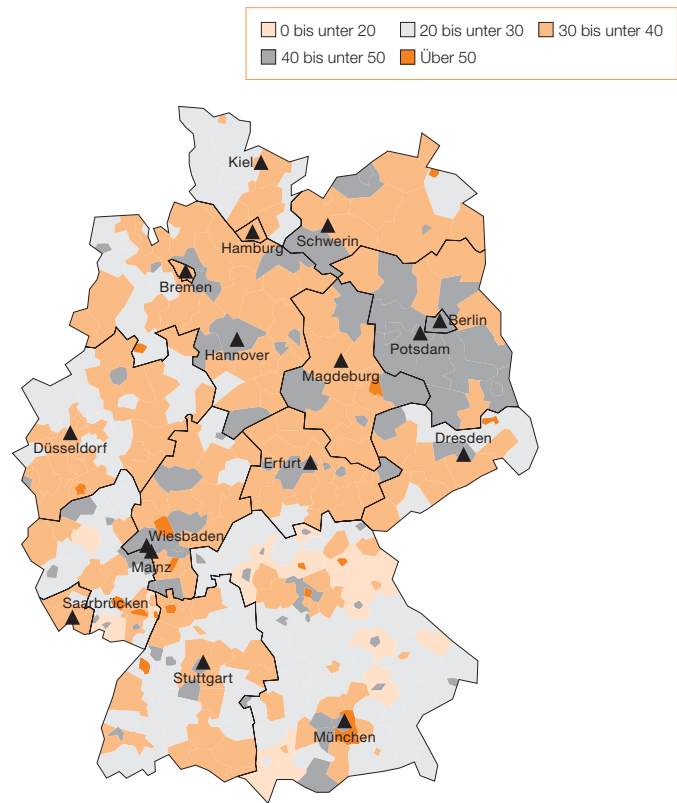 0 bis unter 20 20 bis unter 30 30 bis unter 40
40 bis unter 50 Über 50
Kiel
Hamburg
Schwerin
Bremen
Berlin
Potsdam
Hannover
Magdeburg
Düsseldorf
Dresden
Erfurt
Wiesbaden
Mainz
Saarbrücken
Stuttgart
München